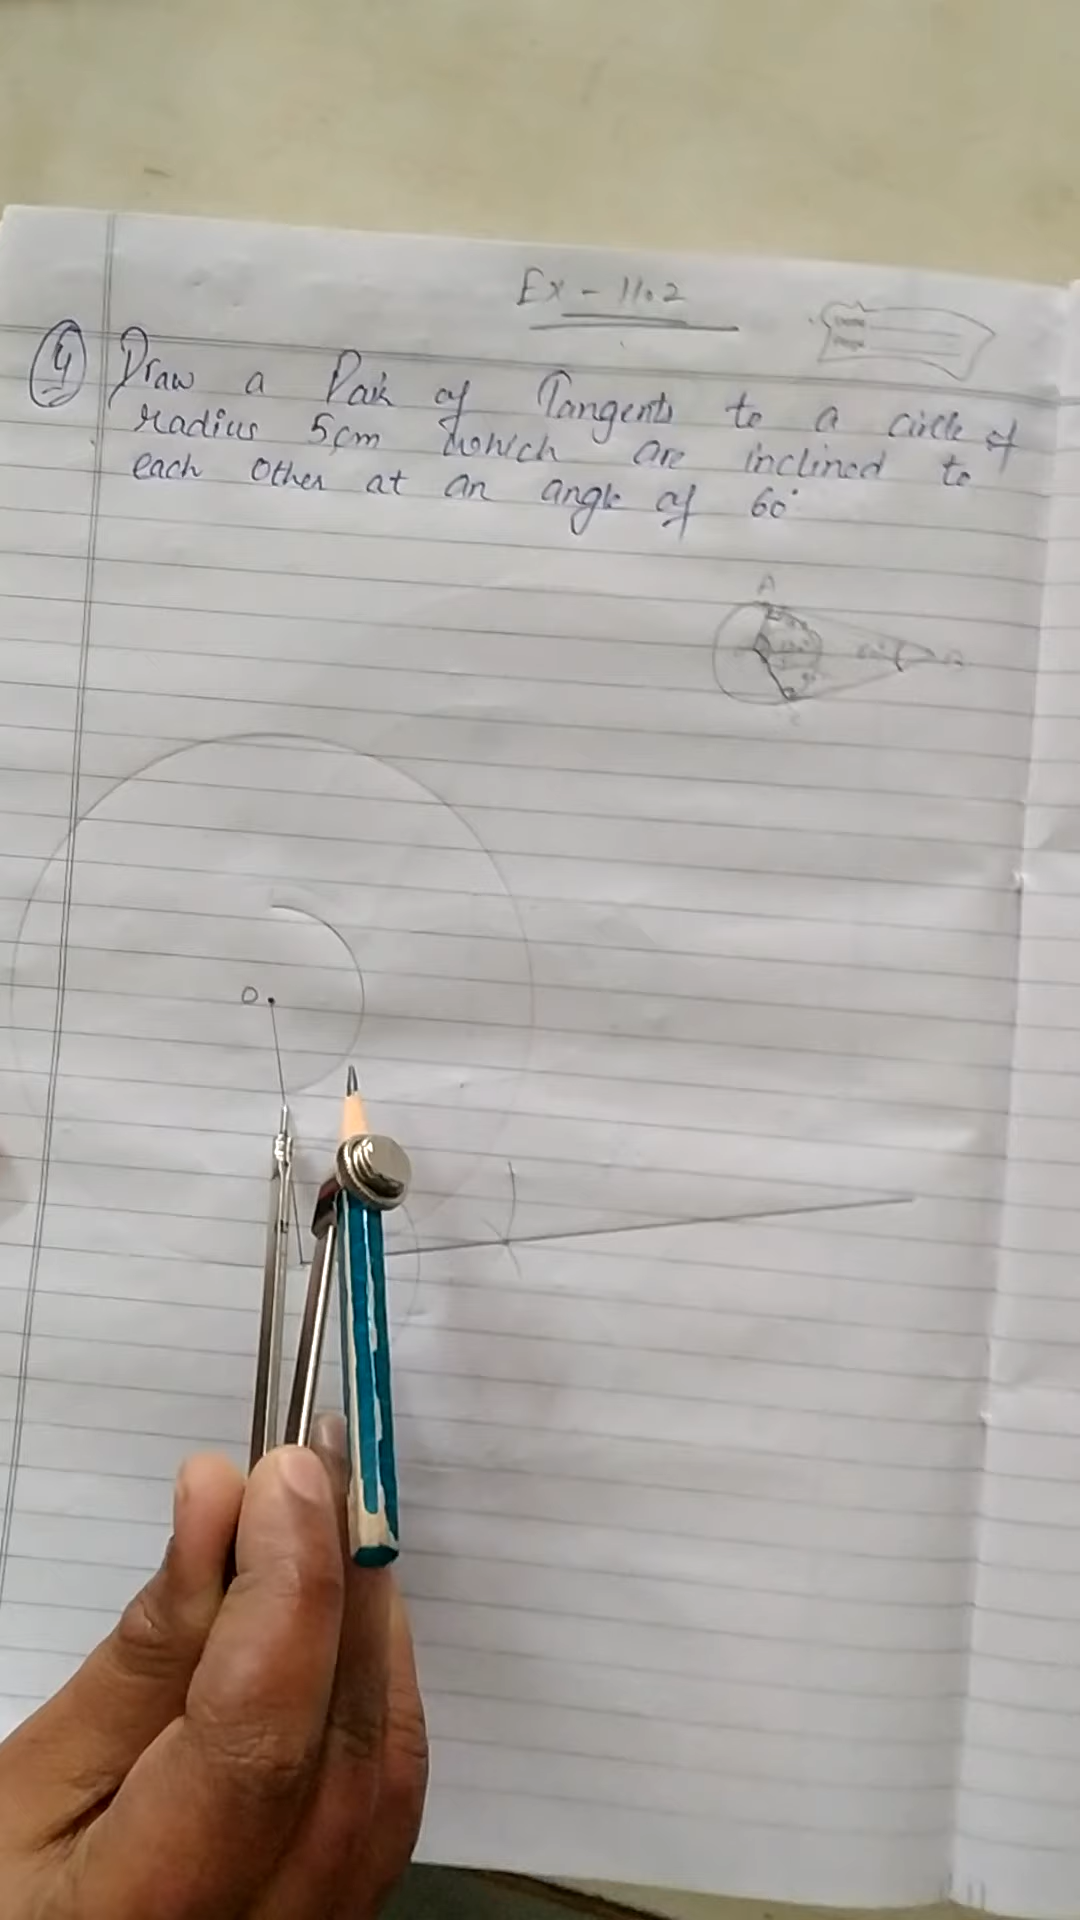 Ex - 11.2
4 Draw a Pair of Tangents to a circle of
radius 5cm which are inclined to
each other at an angle of 60°
A
O